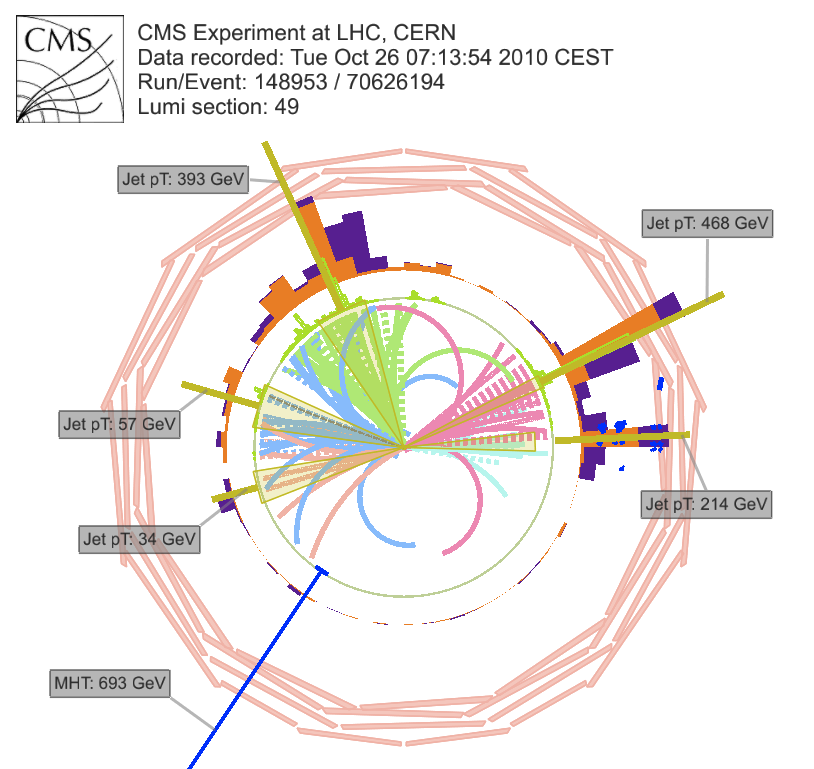 CMS
CMS Experiment at LHC, CERN
Data recorded: Tue Oct 26 07:13:54 2010 CEST
Run/Event: 148953 / 70626194
Lumi section: 49
Jet pT: 393 GeV
Jet pT: 468 GeV
Jet pT: 57 GeV
Jet pT: 214 GeV
Jet pT: 34 GeV
MHT: 693 GeV